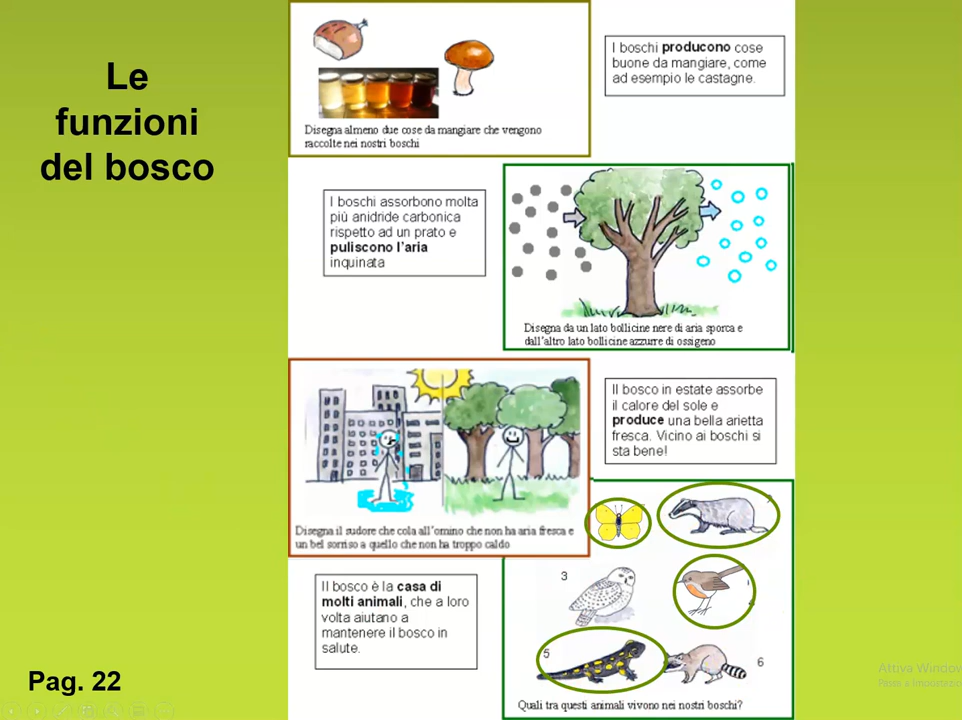 Le
funzioni
del bosco
Disegna almeno due cose da mangiare che vengono
raccolte nei nostri boschi
I boschi producono cose
buone da mangiare, come
ad esempio le castagne.
I boschi assorbono molta
più anidride carbonica
rispetto ad un prato e
puliscono l'aria
inquinata
Disegna da un lato bollicine nere di aria sporca e
dall'altro lato bollicine azzurre di ossigeno
Disegna il sudore che cola all'omino che non ha aria fresca e
un bel sorriso a quello che non ha troppo caldo
Il bosco in estate assorbe
il calore del sole e
produce una bella arietta
fresca. Vicino ai boschi si
sta bene!
Il bosco è la casa di
molti animali, che a loro
volta aiutano a
mantenere il bosco in
salute.
3
5
6
Quali tra questi animali vivono nei nostri boschi?
Pag. 22
Attiva Window